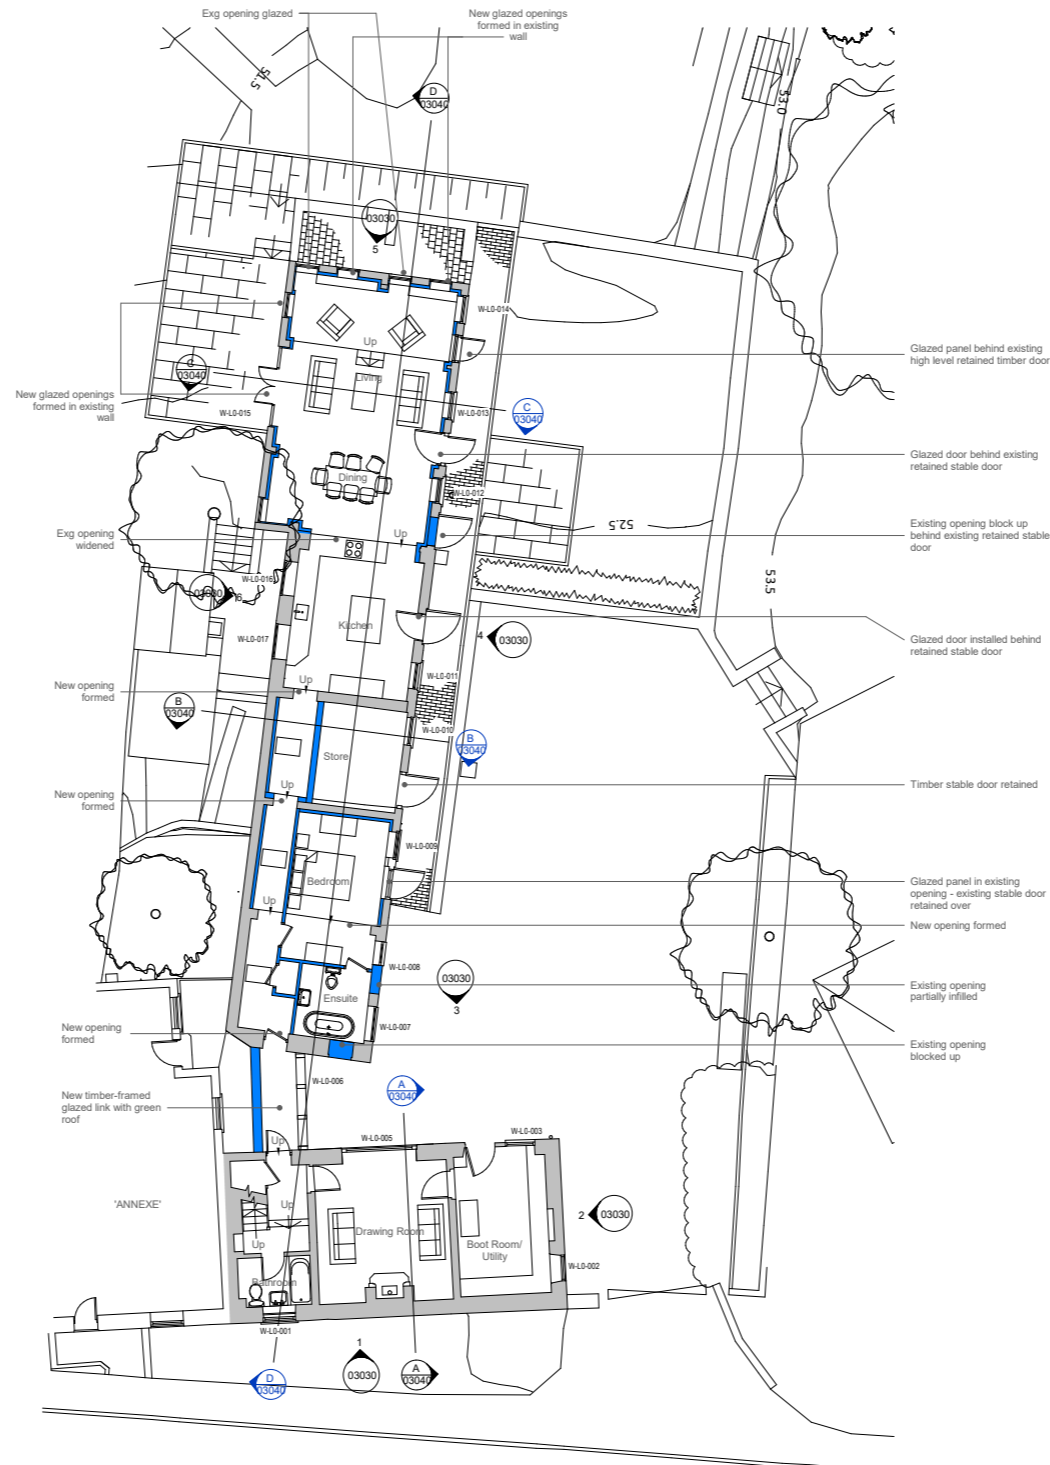 Exg opening glazed
New glazed openings
formed in existing
wall
51.5
53.0
D
03040
03030
5
W-L0-014
Up
Living
Glazed panel behind existing
high level retained timber door
C
03040
New glazed openings
formed in existing
wall
W-L0-015
W-L0-013
C
03040
Glazed door behind existing
retained stable door
Dining
W-L0-012
52.5
Exg opening
widened
Up
Existing opening block up
behind existing retained stable
door
53.5
W-L0-016
03030
6
Kitchen
W-L0-017
4
03030
Glazed door installed behind
retained stable door
W-L0-011
New opening
formed
Up
B
03040
W-L0-010
Store
B
03040
Up
Timber stable door retained
New opening
formed
W-L0-009
Bedroom
Glazed panel in existing
opening - existing stable door
retained over
Up
New opening formed
W-L0-008
03030
3
Ensuite
Existing opening
partially infilled
W-L0-007
New opening
formed
Existing opening
blocked up
W-L0-006
New timber-framed
glazed link with green
roof
A
03040
Up
W-L0-005
W-L0-003
'ANNEXE'
Up
Drawing Room
Boot Room/
Utility
2
03030
Up
W-L0-002
Bathroom
W-L0-001
1
03030
A
03040
D
03040